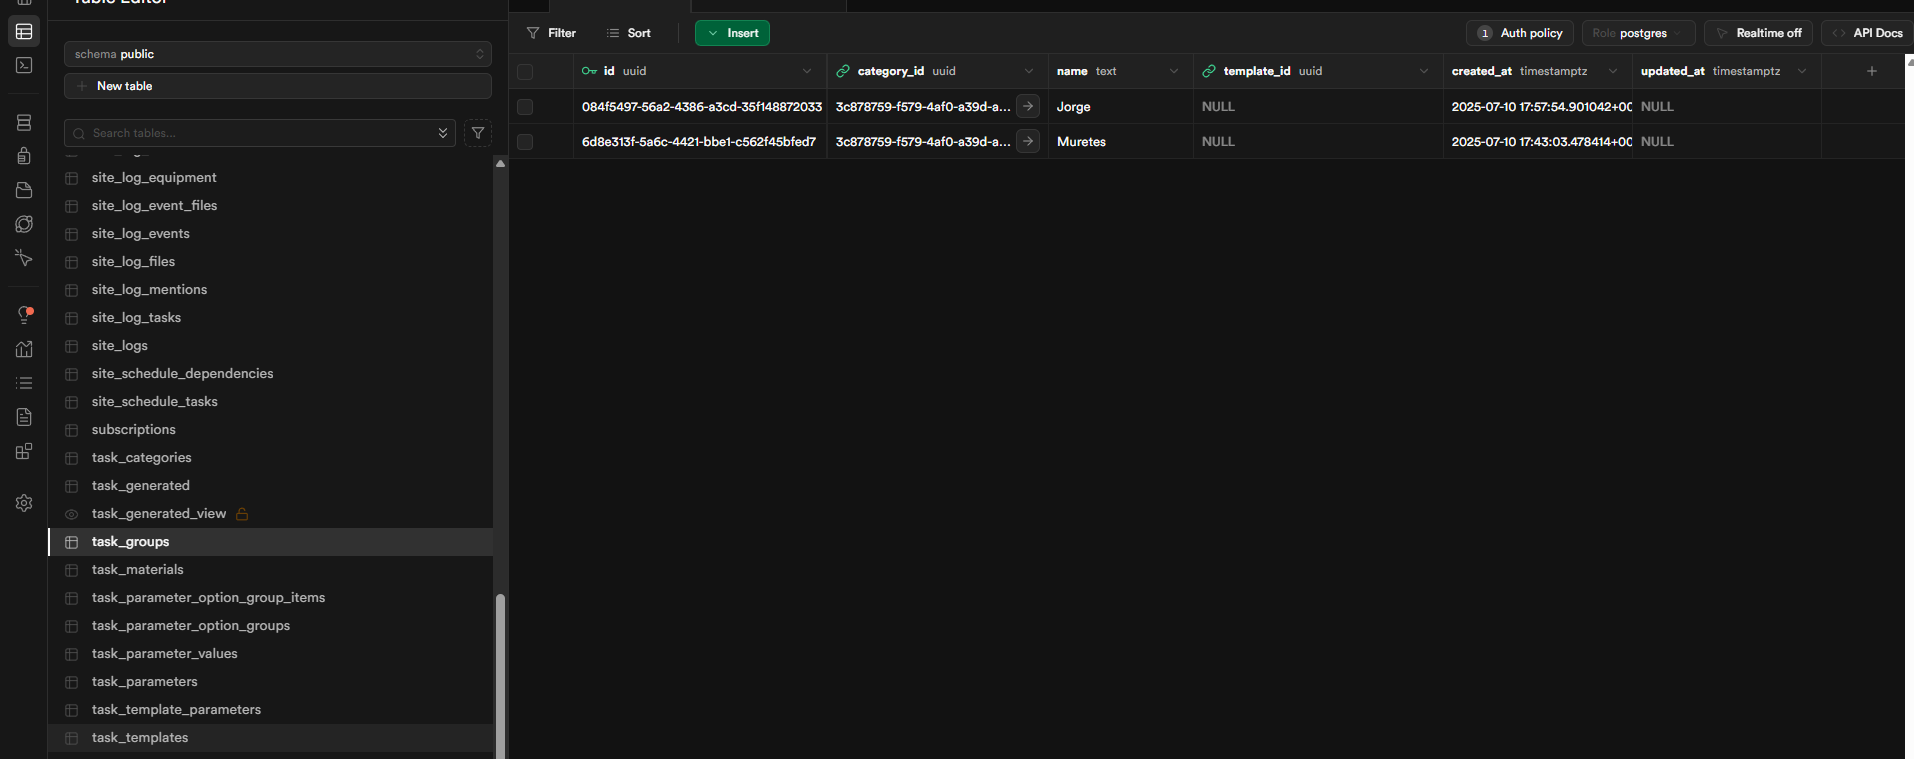 Table Editor
schema public
New table
Search tables...
site_log_equipment
site_log_event_files
site_log_events
site_log_files
site_log_mentions
site_log_tasks
site_logs
site_schedule_dependencies
site_schedule_tasks
subscriptions
task_categories
task_generated
task_generated_view
task_groups
task_materials
task_parameter_option_group_items
task_parameter_option_groups
task_parameter_values
task_parameters
task_template_parameters
task_templates
Filter Sort Insert 1 Auth policy Role postgres Realtime off API Docs
id uuid category_id uuid name text template_id uuid created_at timestamptz updated_at timestamptz
084f5497-56a2-4386-a3cd-35f148872033 3c878759-f579-4af0-a39d-a... Jorge NULL 2025-07-10 17:57:54.901042+00 NULL
6d8e313f-5a6c-4421-bbe1-c562f45bfed7 3c878759-f579-4af0-a39d-a... Muretes NULL 2025-07-10 17:43:03.478414+00 NULL